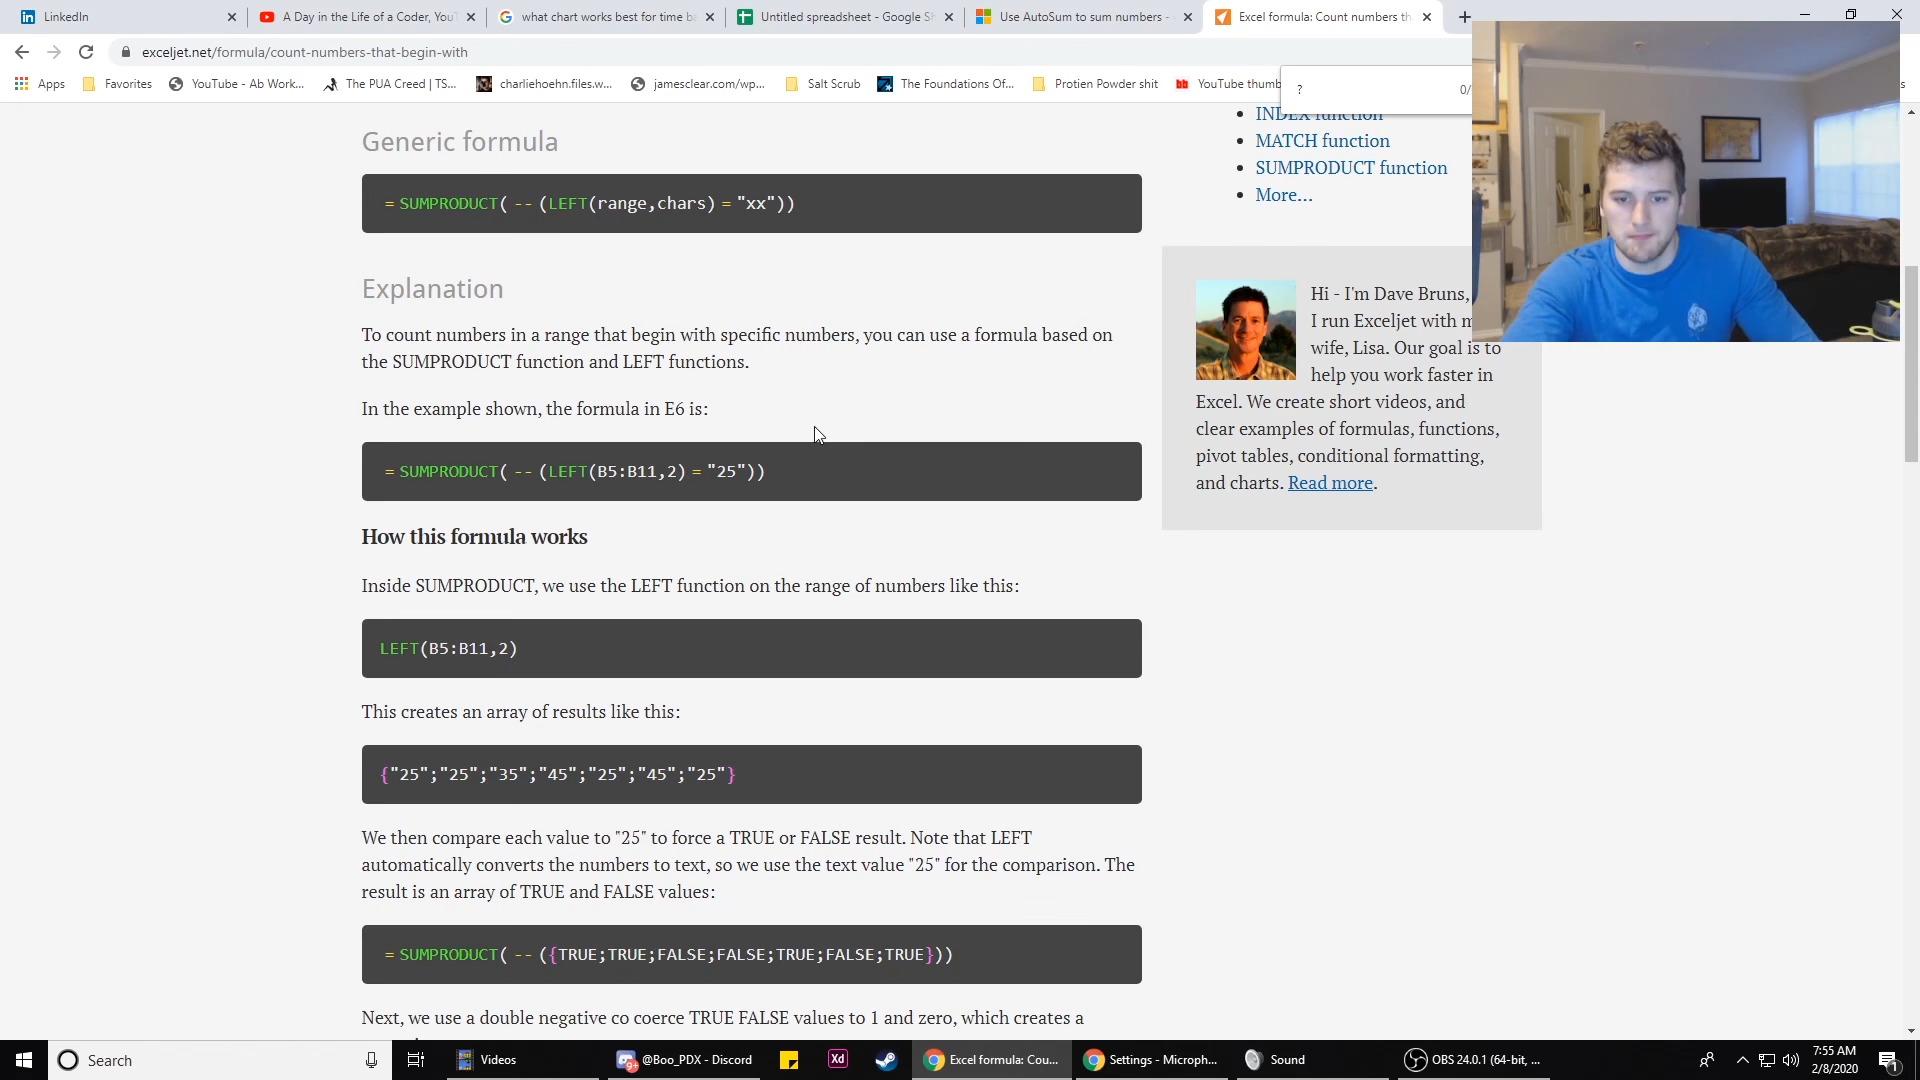 LinkedIn
A Day in the Life of a Coder, You
what chart works best for time b
Untitled spreadsheet - Google S
Use AutoSum to sum numbers -
Excel formula: Count numbers th
exceljet.net/formula/count-numbers-that-begin-with
Apps
Favorites
YouTube - Ab Work...
The PUA Creed | TS...
charliehoehn.files.w...
jamesclear.com/wp...
Salt Scrub
The Foundations Of...
Protien Powder shit
YouTube thumb
?
0/
Generic formula
=SUMPRODUCT(--(LEFT(range,chars)="xx"))
Explanation
To count numbers in a range that begin with specific numbers, you can use a formula based on
the SUMPRODUCT function and LEFT functions.
In the example shown, the formula in E6 is:
=SUMPRODUCT(--(LEFT(B5:B11,2)="25"))
How this formula works
Inside SUMPRODUCT, we use the LEFT function on the range of numbers like this:
LEFT(B5:B11,2)
This creates an array of results like this:
{"25";"25";"35";"45";"25";"45";"25"}
We then compare each value to "25" to force a TRUE or FALSE result. Note that LEFT
automatically converts the numbers to text, so we use the text value "25" for the comparison. The
result is an array of TRUE and FALSE values:
=SUMPRODUCT(--({TRUE;TRUE;FALSE;FALSE;TRUE;FALSE;TRUE}))
Next, we use a double negative co coerce TRUE FALSE values to 1 and zero, which creates a
INDEX function
MATCH function
SUMPRODUCT function
More...
Hi - I'm Dave Bruns,
I run Exceljet with m
wife, Lisa. Our goal is to
help you work faster in
Excel. We create short videos, and
clear examples of formulas, functions,
pivot tables, conditional formatting,
and charts. Read more.
Search
Videos
@Boo_PDX - Discord
Xd
Excel formula: Cou...
Settings - Microph...
Sound
OBS 24.0.1 (64-bit, ...
7:55 AM
2/8/2020
1